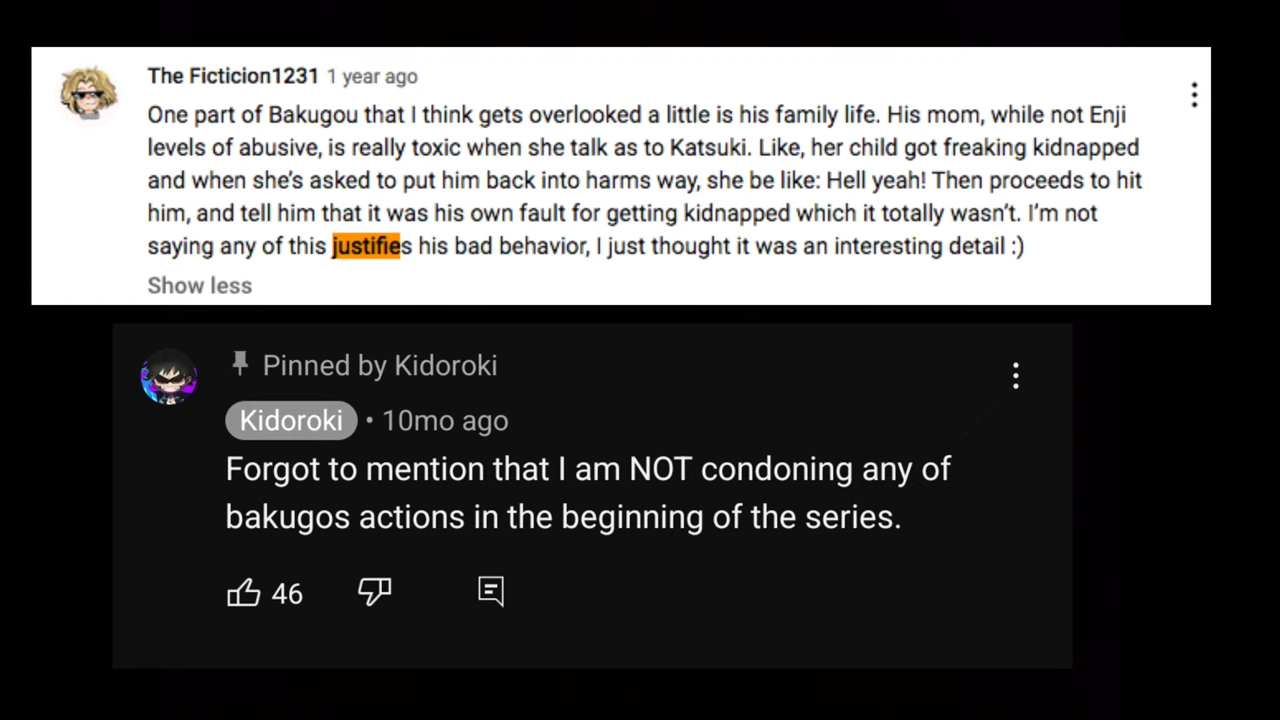 The Ficticion1231 1 year ago
One part of Bakugou that I think gets overlooked a little is his family life. His mom, while not Enji
levels of abusive, is really toxic when she talk as to Katsuki. Like, her child got freaking kidnapped
and when she's asked to put him back into harms way, she be like: Hell yeah! Then proceeds to hit
him, and tell him that it was his own fault for getting kidnapped which it totally wasn't. I'm not
saying any of this justifies his bad behavior, I just thought it was an interesting detail :)
Show less
Pinned by Kidoroki
Kidoroki • 10mo ago
Forgot to mention that I am NOT condoning any of
bakugos actions in the beginning of the series.
46